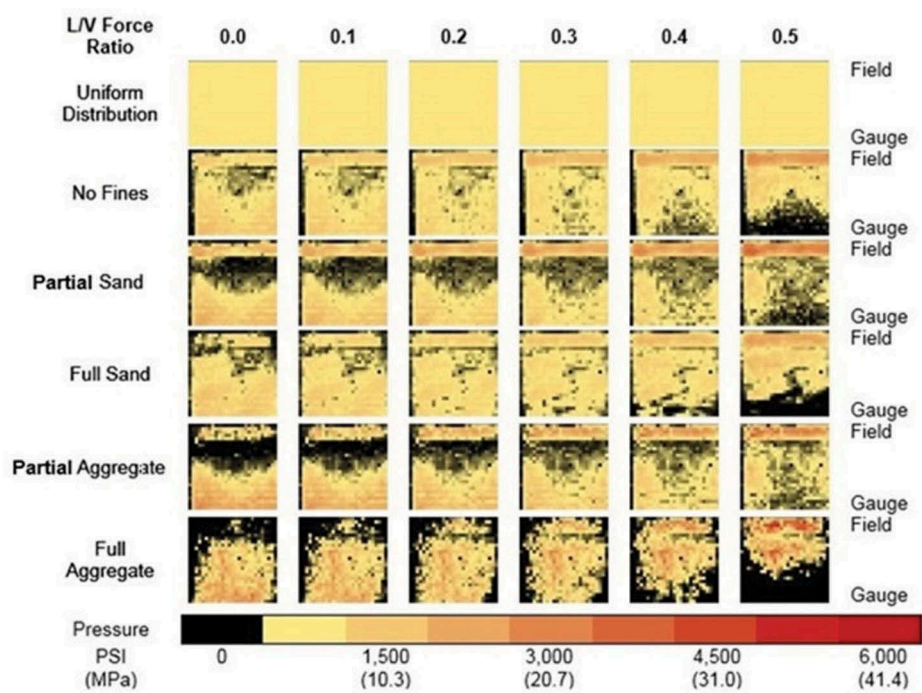 L/V Force
Ratio
0.0 0.1 0.2 0.3 0.4 0.5
Uniform
Distribution
Field
Gauge
No Fines
Field
Gauge
Partial Sand
Field
Gauge
Full Sand
Field
Gauge
Partial Aggregate
Field
Gauge
Full
Aggregate
Field
Gauge
Pressure
PSI 0 1,500 3,000 4,500 6,000
(MPa) (10.3) (20.7) (31.0) (41.4)